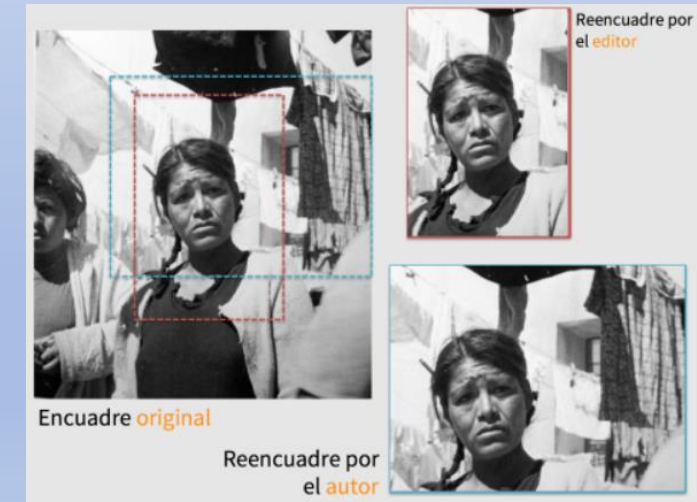 Reencuadre por
el editor
Encuadre original
Reencuadre por
el autor